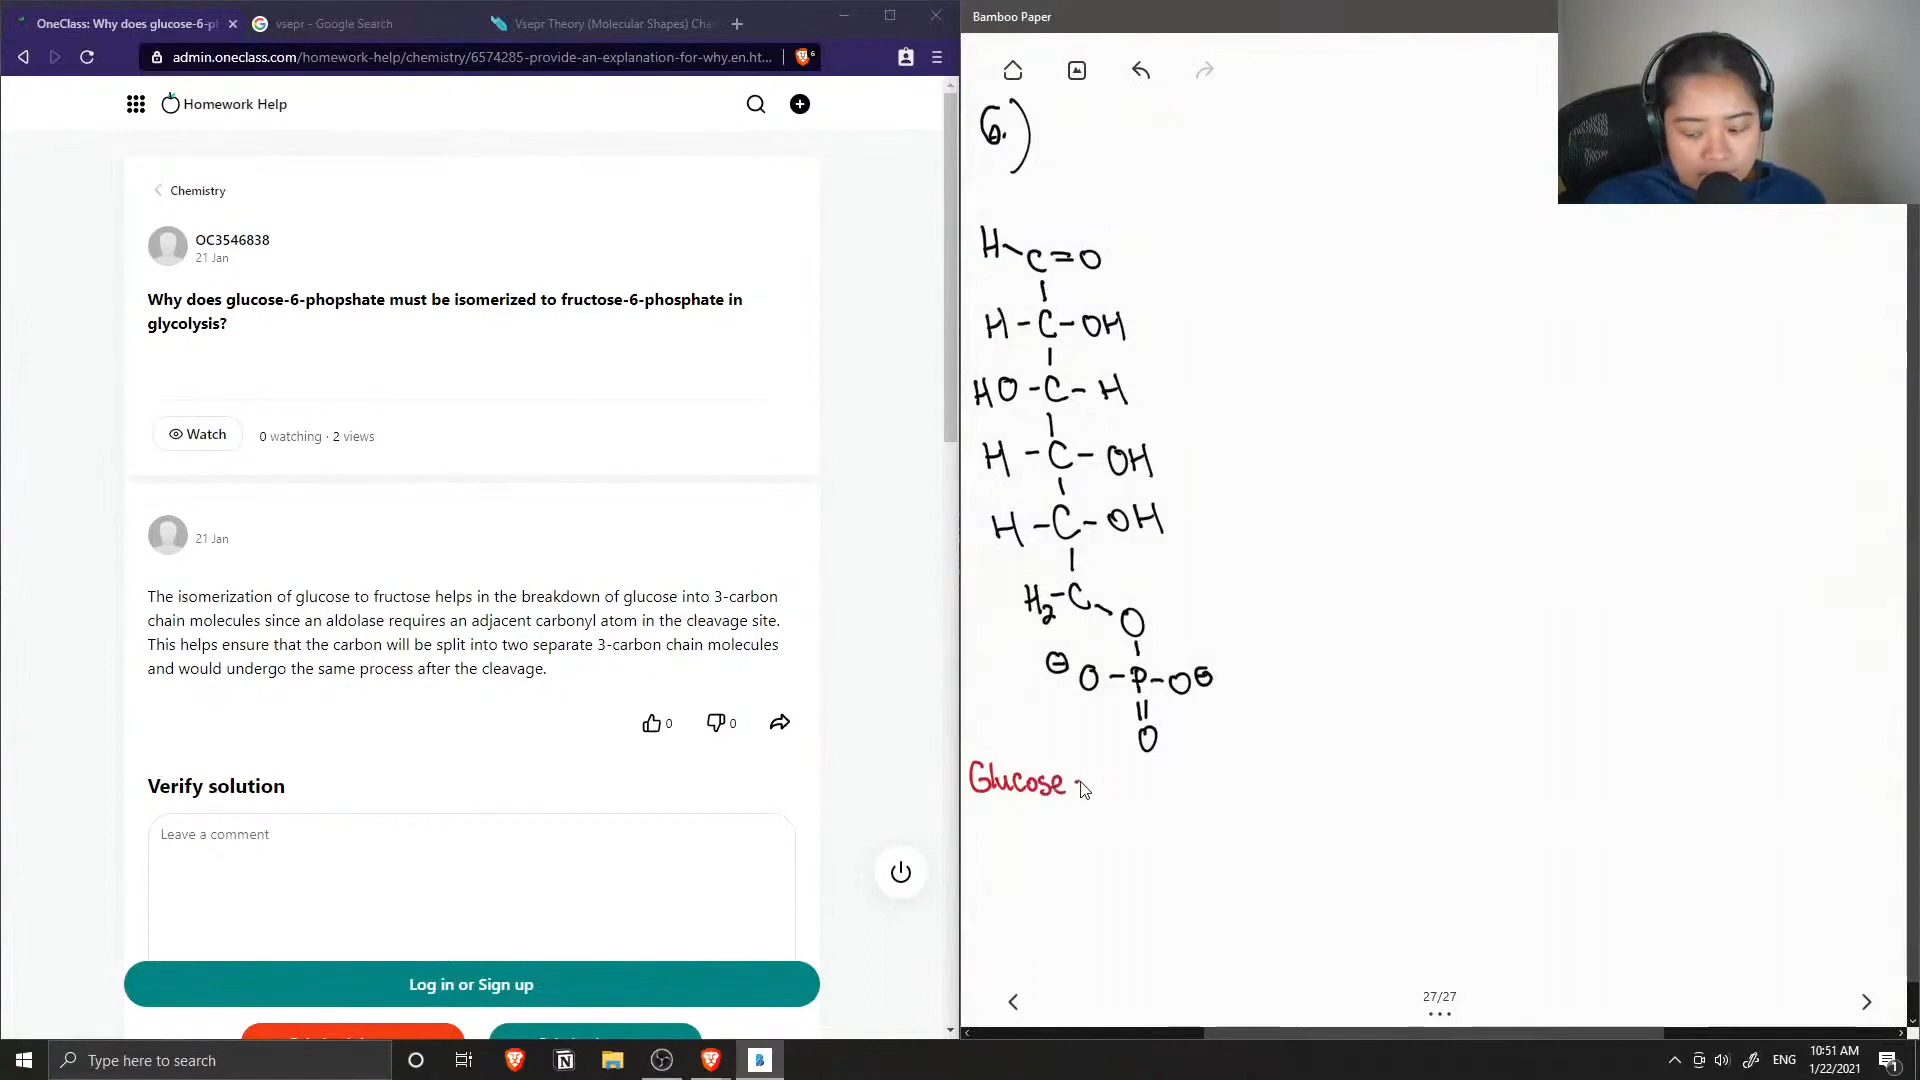 OneClass: Why does glucose-6-pl
vsepr - Google Search
Vsepr Theory (Molecular Shapes) Cha
admin.oneclass.com/homework-help/chemistry/6574285-provide-an-explanation-for-why.en.ht...
6
Homework Help
Chemistry
OC3546838
21 Jan
Why does glucose-6-phopshate must be isomerized to fructose-6-phosphate in
glycolysis?
Watch
0 watching · 2 views
21 Jan
The isomerization of glucose to fructose helps in the breakdown of glucose into 3-carbon
chain molecules since an aldolase requires an adjacent carbonyl atom in the cleavage site.
This helps ensure that the carbon will be split into two separate 3-carbon chain molecules
and would undergo the same process after the cleavage.
0
0
Verify solution
Leave a comment
Log in or Sign up
Bamboo Paper
6.)
H-C=O
H-C-OH
HO-C-H
H-C-OH
H-C-OH
H₂-C-O
⊖O-P-O⊖
O
Glucose -
27/27
Type here to search
ENG
10:51 AM
1/22/2021
1